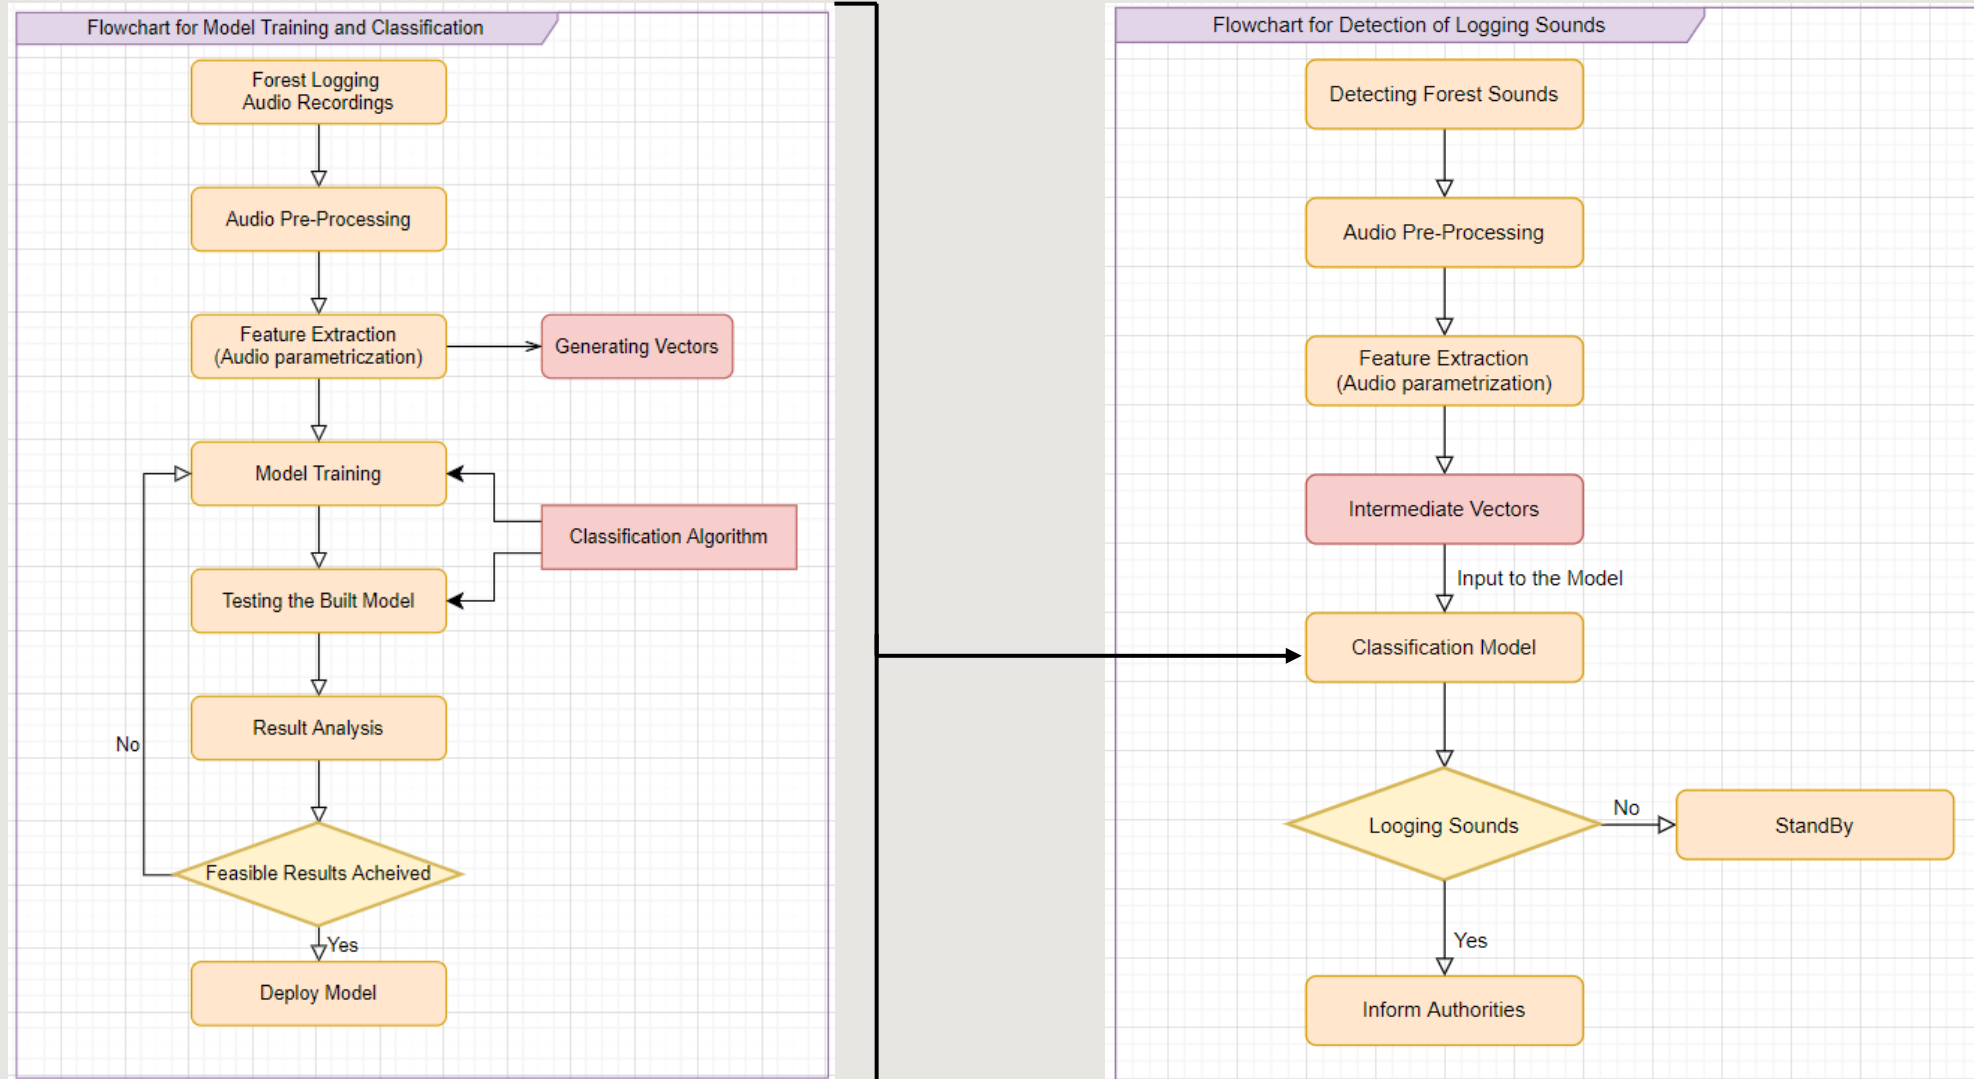 Flowchart for Model Training and Classification
Forest Logging
Audio Recordings
Audio Pre-Processing
Feature Extraction
(Audio parametriczation)
Generating Vectors
Model Training
Classification Algorithm
Testing the Built Model
Result Analysis
No
Feasible Results Acheived
Yes
Deploy Model
Flowchart for Detection of Logging Sounds
Detecting Forest Sounds
Audio Pre-Processing
Feature Extraction
(Audio parametrization)
Intermediate Vectors
Input to the Model
Classification Model
Looging Sounds
No
StandBy
Yes
Inform Authorities